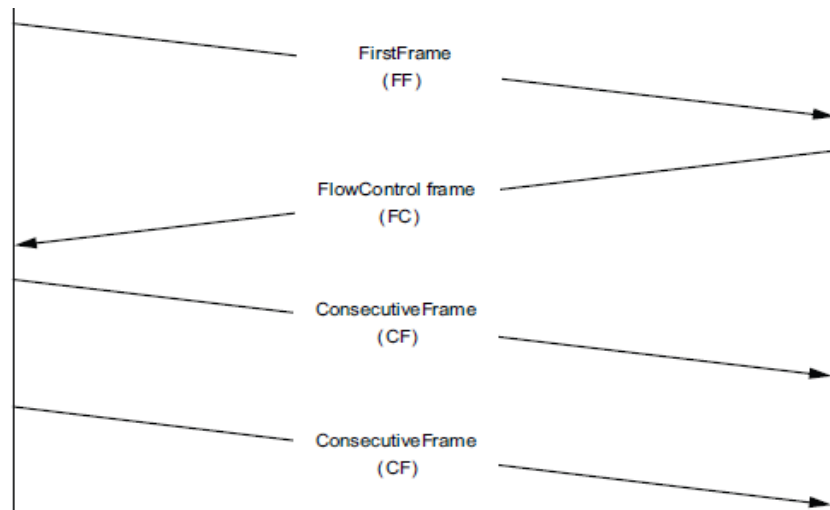 FirstFrame
(FF)
FlowControl frame
(FC)
ConsecutiveFrame
(CF)
ConsecutiveFrame
(CF)